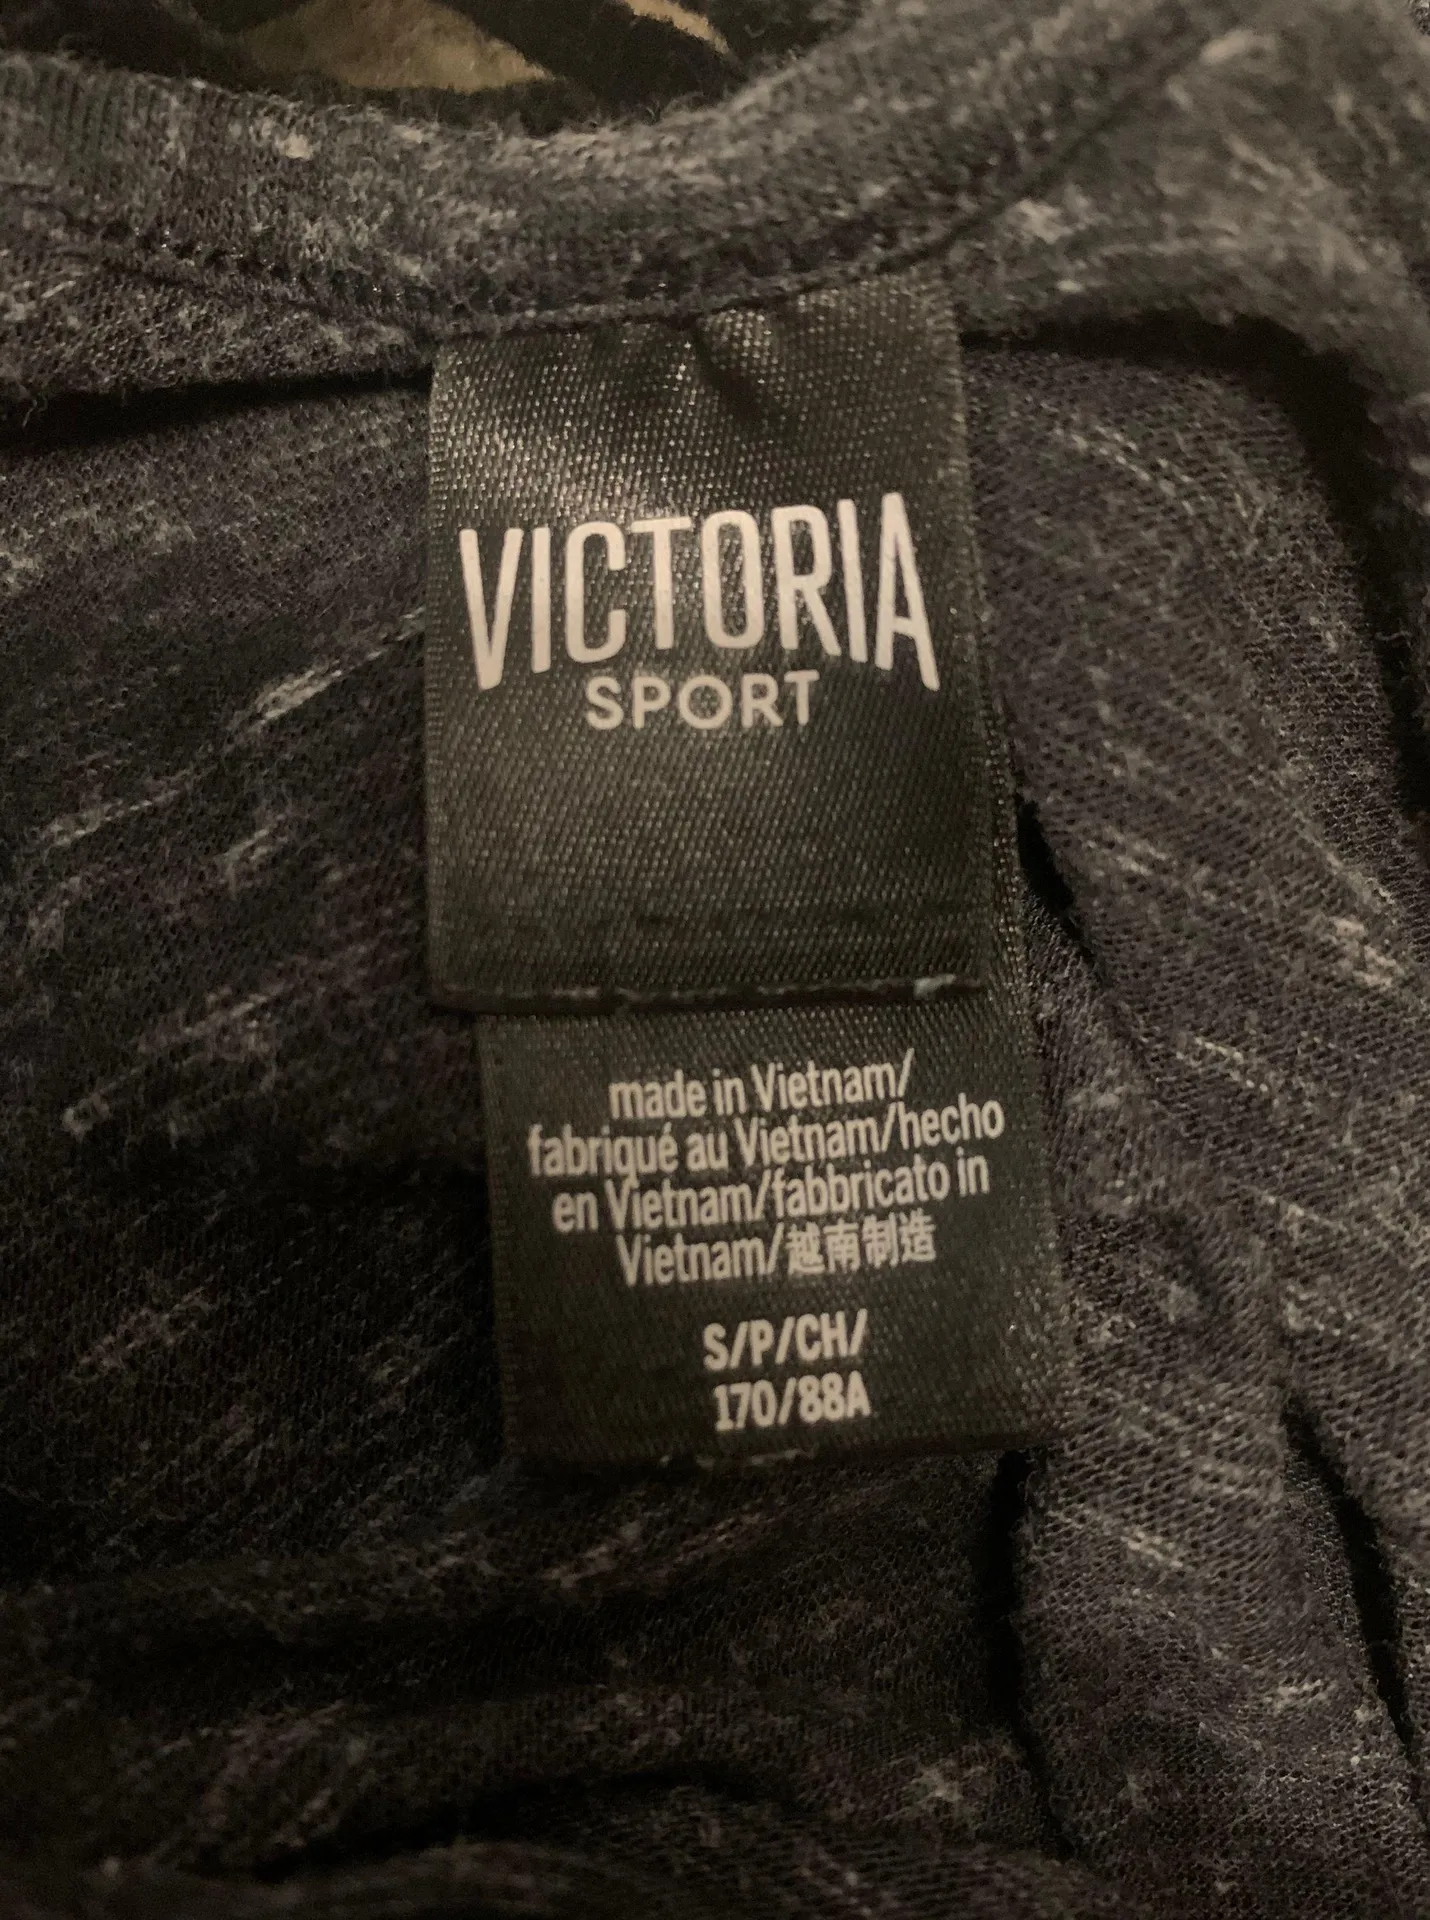 VICTORIA
SPORT
made in Vietnam/
fabriqué au Vietnam/hecho
en Vietnam/fabbricato in
Vietnam/越南制造
S/P/CH/
170/88A